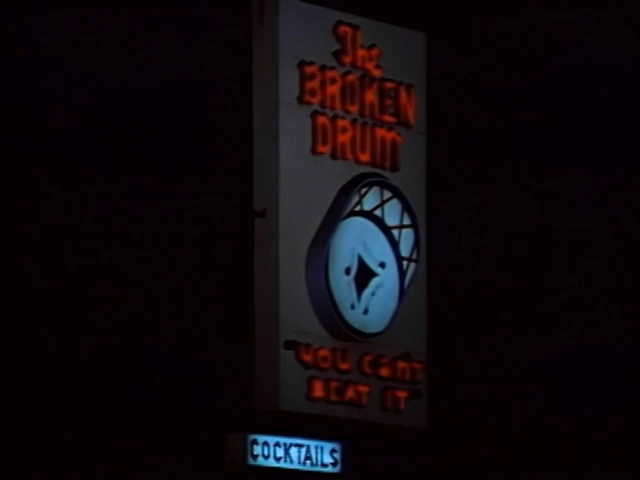 The
BROKEN
DRUM
"YOU CAN'T
BEAT IT"
COCKTAILS